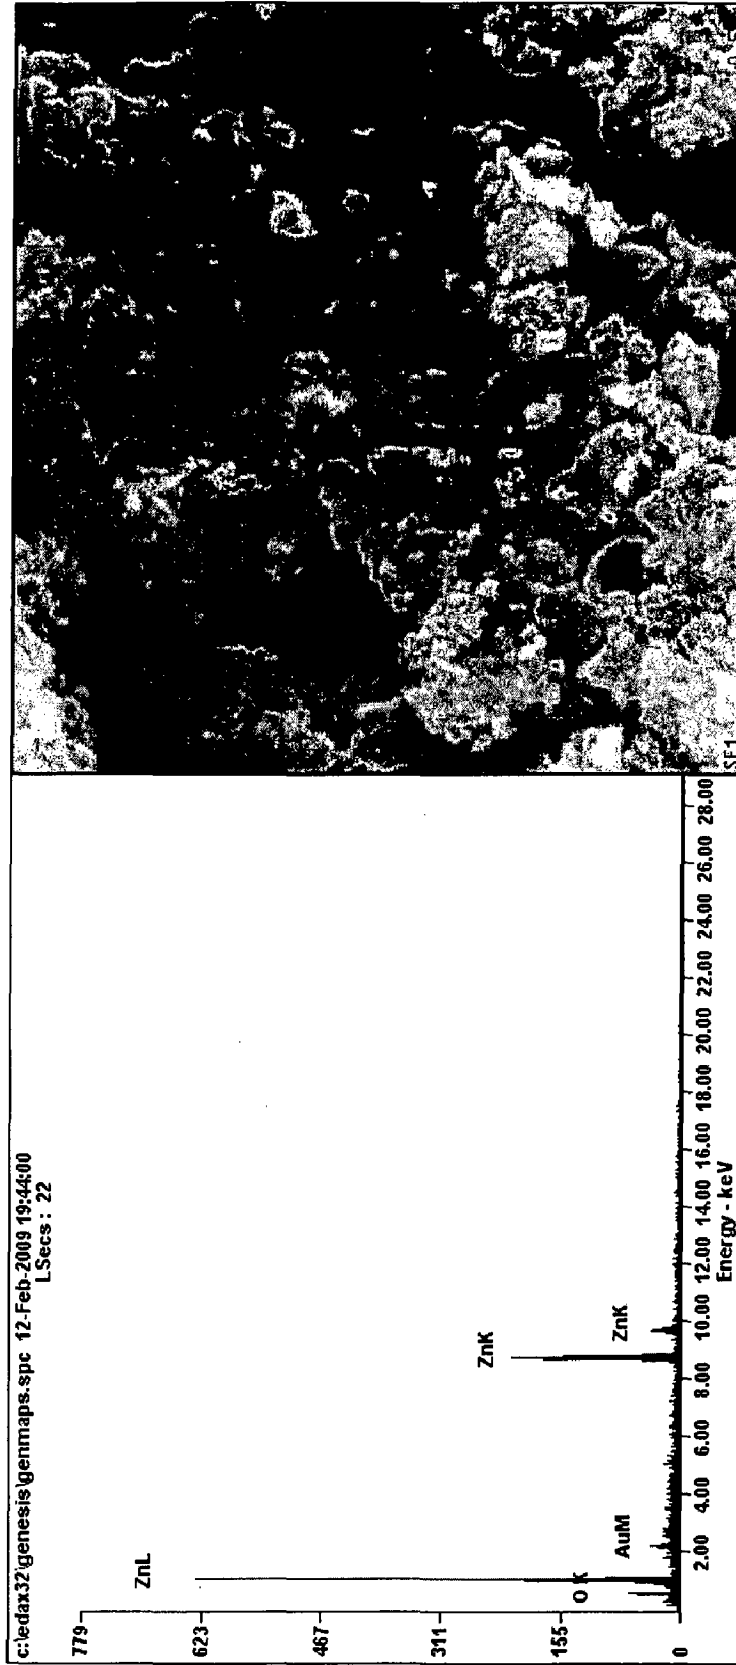 c:\edax32\genesis\genmaps.spc 12-Feb-2009 19:44:00
LSecs : 22
779
623
467
311
155
0
ZnL
O K
AuM
ZnK
ZnK
2.00 4.00 6.00 8.00 10.00 12.00 14.00 16.00 18.00 20.00 22.00 24.00 26.00 28.00
Energy - keV
SE1